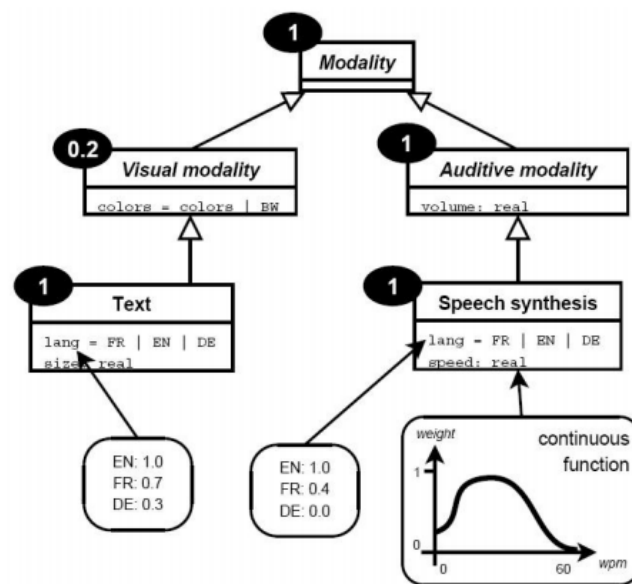 1
Modality
0.2
Visual modality
colors = colors | BW
1
Auditive modality
volume: real
1
Text
lang = FR | EN | DE
size: real
1
Speech synthesis
lang = FR | EN | DE
speed: real
EN: 1.0
FR: 0.7
DE: 0.3
EN: 1.0
FR: 0.4
DE: 0.0
weight
continuous
function
1
0
0
60
wpm